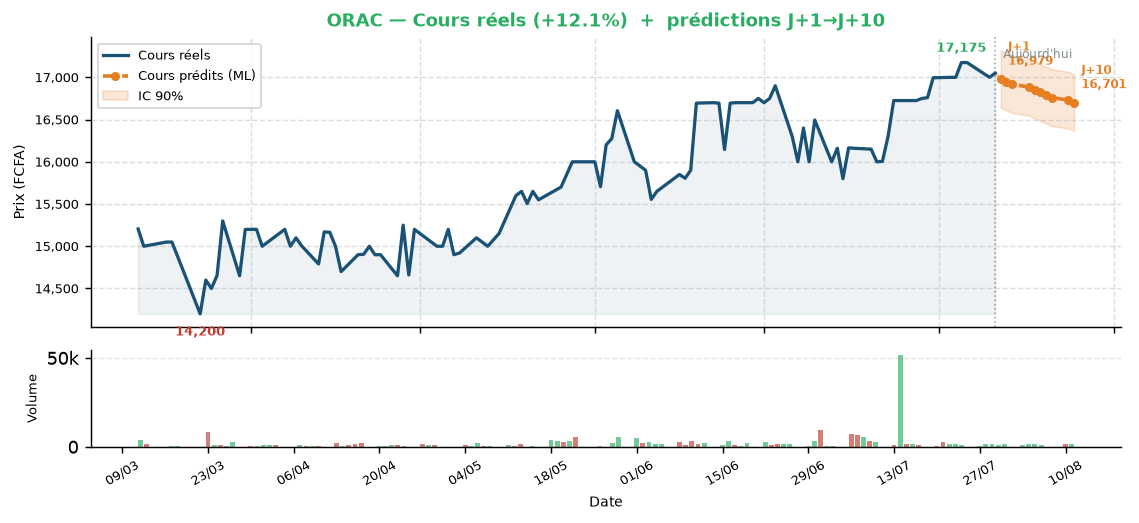 ORAC — Cours réels (+12.1%) + prédictions J+1→J+10
Cours réels
Cours prédits (ML)
IC 90%
17,175
J+1
Aujourd'hui
16,979
J+10
16,701
14,200
Prix (FCFA)
17,000
16,500
16,000
15,500
15,000
14,500
Volume
50k
0
09/03
23/03
06/04
20/04
04/05
18/05
01/06
15/06
29/06
13/07
27/07
10/08
Date